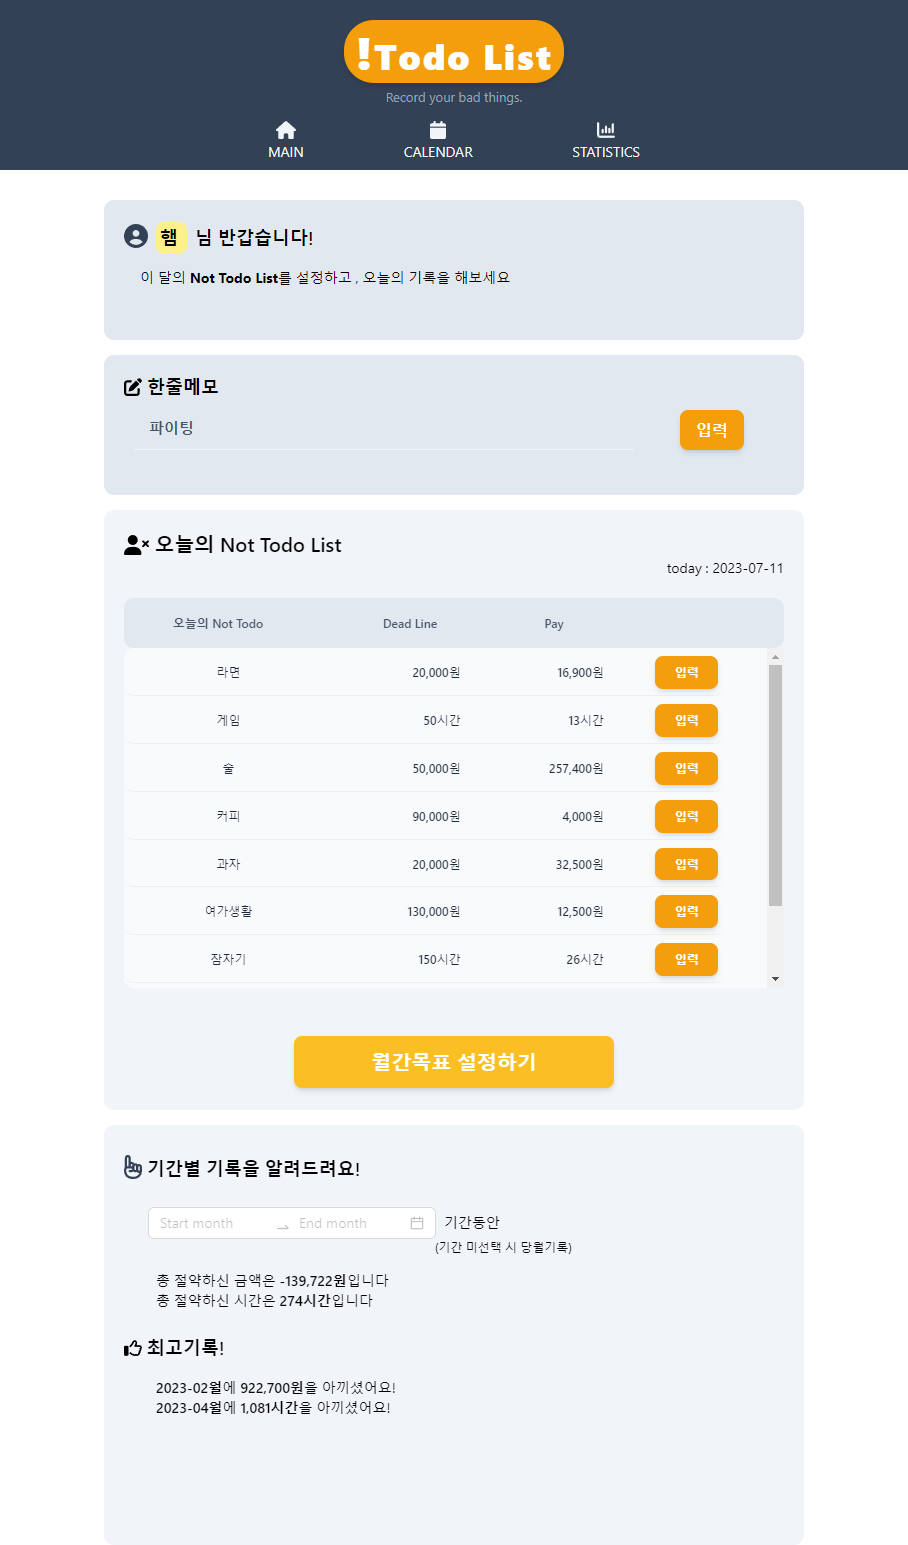 !Todo List
Record your bad things.
MAIN CALENDAR STATISTICS
햄 님 반갑습니다!
이 달의 Not Todo List를 설정하고 , 오늘의 기록을 해보세요
한줄메모
파이팅 입력
오늘의 Not Todo List
today : 2023-07-11
오늘의 Not Todo Dead Line Pay
라면 20,000원 16,900원 입력
게임 50시간 13시간 입력
술 50,000원 257,400원 입력
커피 90,000원 4,000원 입력
과자 20,000원 32,500원 입력
여가생활 130,000원 12,500원 입력
잠자기 150시간 26시간 입력
월간목표 설정하기
기간별 기록을 알려드려요!
Start month → End month 기간동안
(기간 미선택 시 당월기록)
총 절약하신 금액은 -139,722원입니다
총 절약하신 시간은 274시간입니다
최고기록!
2023-02월에 922,700원을 아끼셨어요!
2023-04월에 1,081시간을 아끼셨어요!